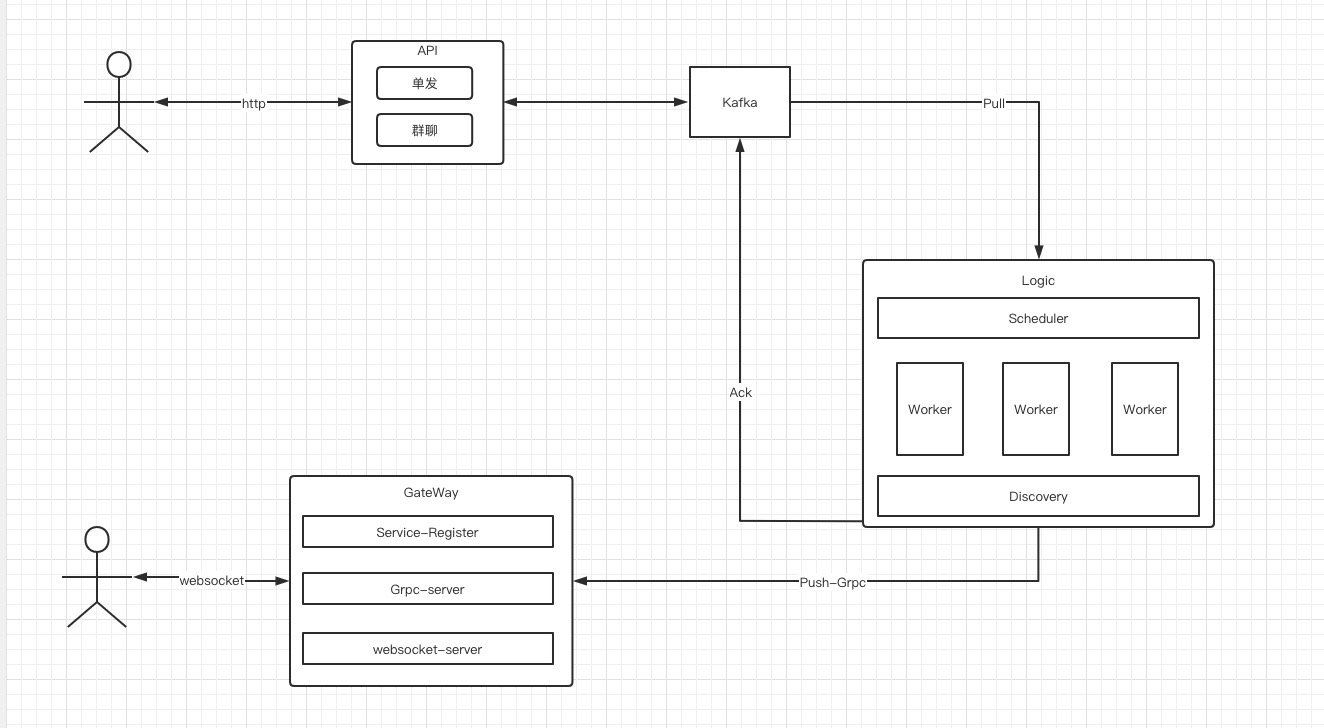 API
单发
群聊
http
Kafka
Pull
Logic
Scheduler
Worker
Worker
Worker
Discovery
Ack
GateWay
Service-Register
Grpc-server
websocket-server
websocket
Push-Grpc